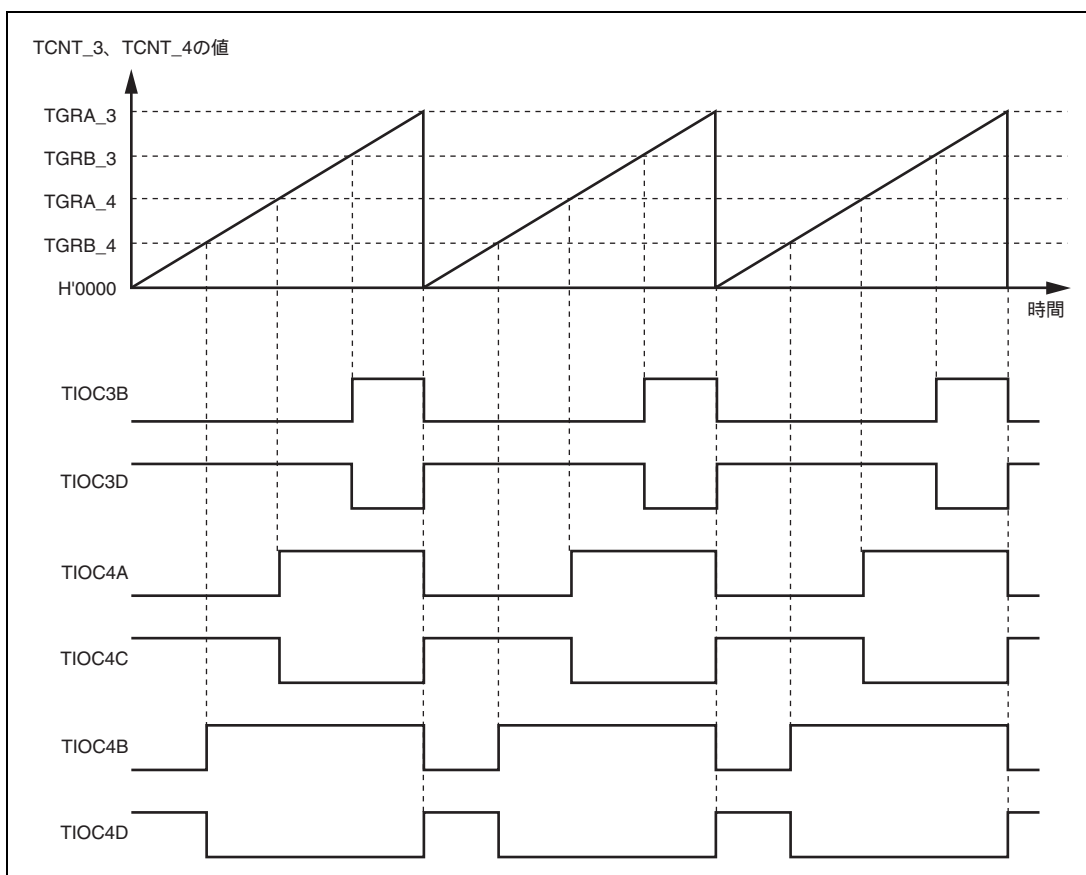 TCNT_3、TCNT_4の値
TGRA_3
TGRB_3
TGRA_4
TGRB_4
H'0000
時間
TIOC3B
TIOC3D
TIOC4A
TIOC4C
TIOC4B
TIOC4D